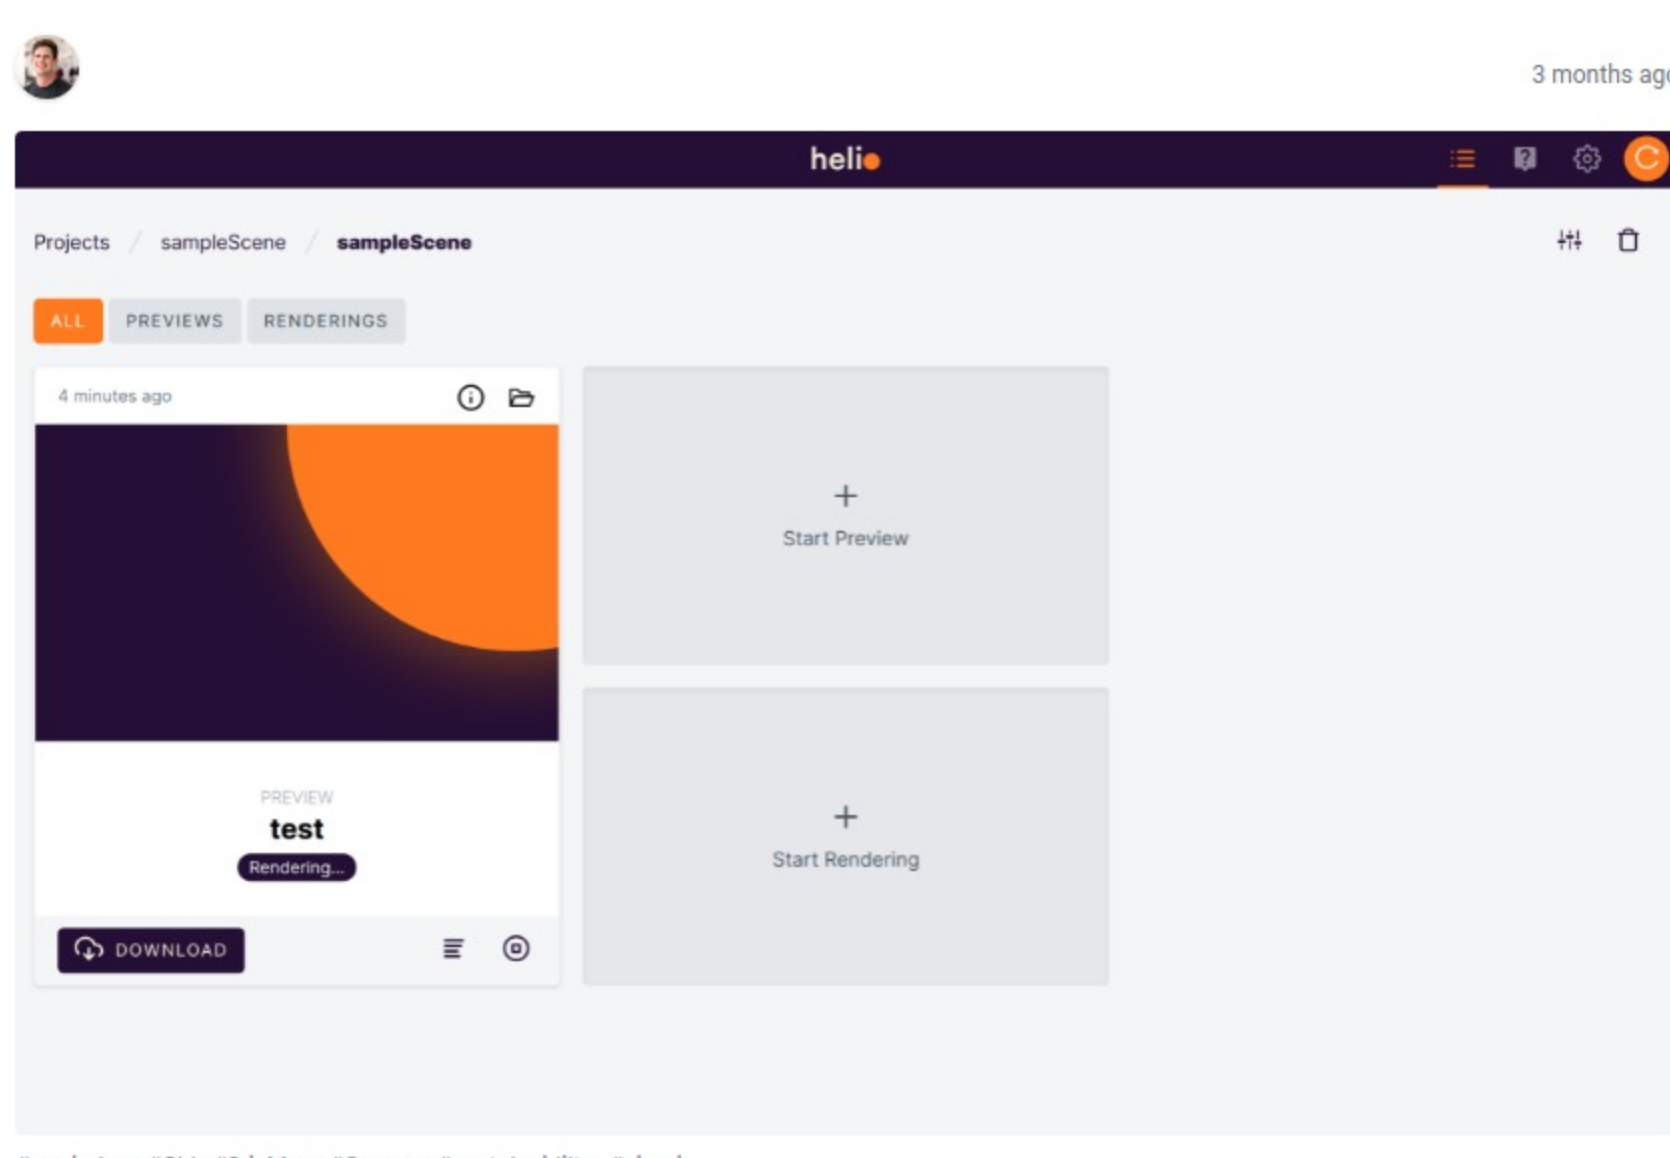 3 months ago
helio
Projects / sampleScene / sampleScene
ALL PREVIEWS RENDERINGS
4 minutes ago
+
Start Preview
PREVIEW
test
Rendering...
+
Start Rendering
DOWNLOAD